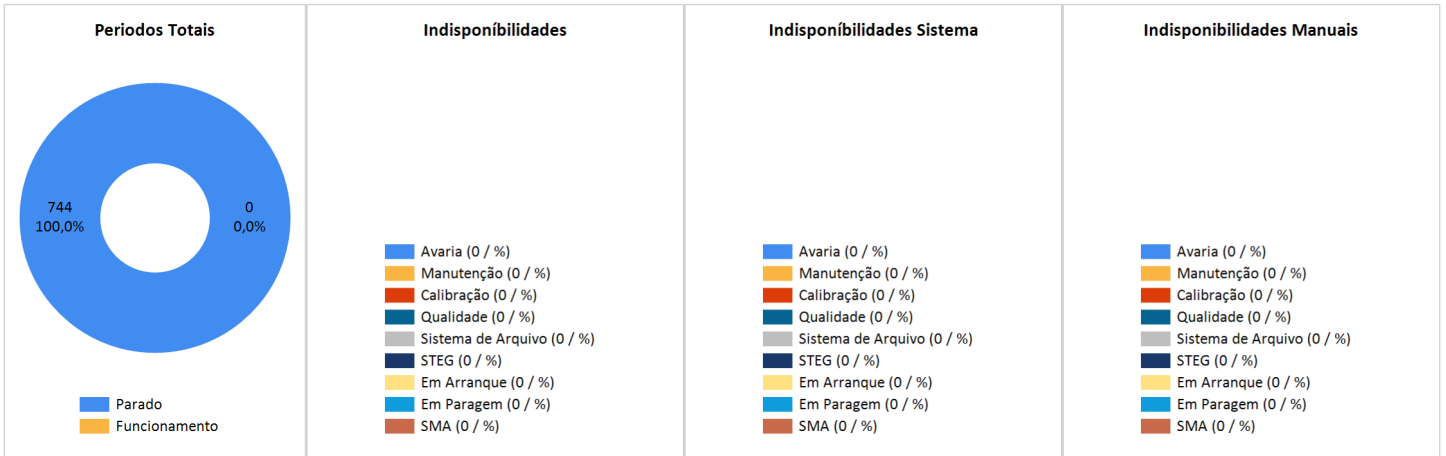 Periodos Totais
744
100,0%
0
0,0%
Parado
Funcionamento
Indisponíbilidades
Avaria (0 / %)
Manutenção (0 / %)
Calibração (0 / %)
Qualidade (0 / %)
Sistema de Arquivo (0 / %)
STEG (0 / %)
Em Arranque (0 / %)
Em Paragem (0 / %)
SMA (0 / %)
Indisponíbilidades Sistema
Avaria (0 / %)
Manutenção (0 / %)
Calibração (0 / %)
Qualidade (0 / %)
Sistema de Arquivo (0 / %)
STEG (0 / %)
Em Arranque (0 / %)
Em Paragem (0 / %)
SMA (0 / %)
Indisponibilidades Manuais
Avaria (0 / %)
Manutenção (0 / %)
Calibração (0 / %)
Qualidade (0 / %)
Sistema de Arquivo (0 / %)
STEG (0 / %)
Em Arranque (0 / %)
Em Paragem (0 / %)
SMA (0 / %)